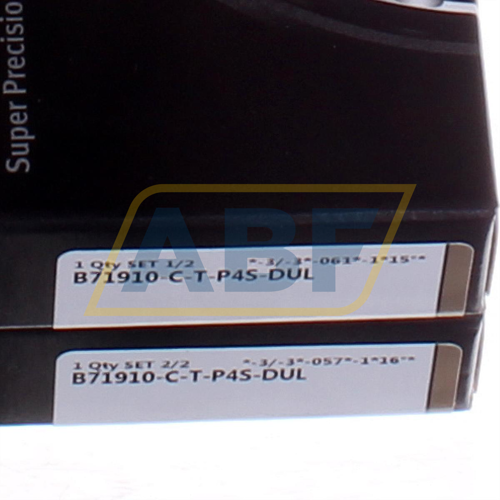 Super Precisio
ABF
1 Qty SET 1/2 *-3/-3*-061*-1*15**
B71910-C-T-P4S-DUL
1 Qty SET 2/2 *-3/-3*-057*-1*16**
B71910-C-T-P4S-DUL